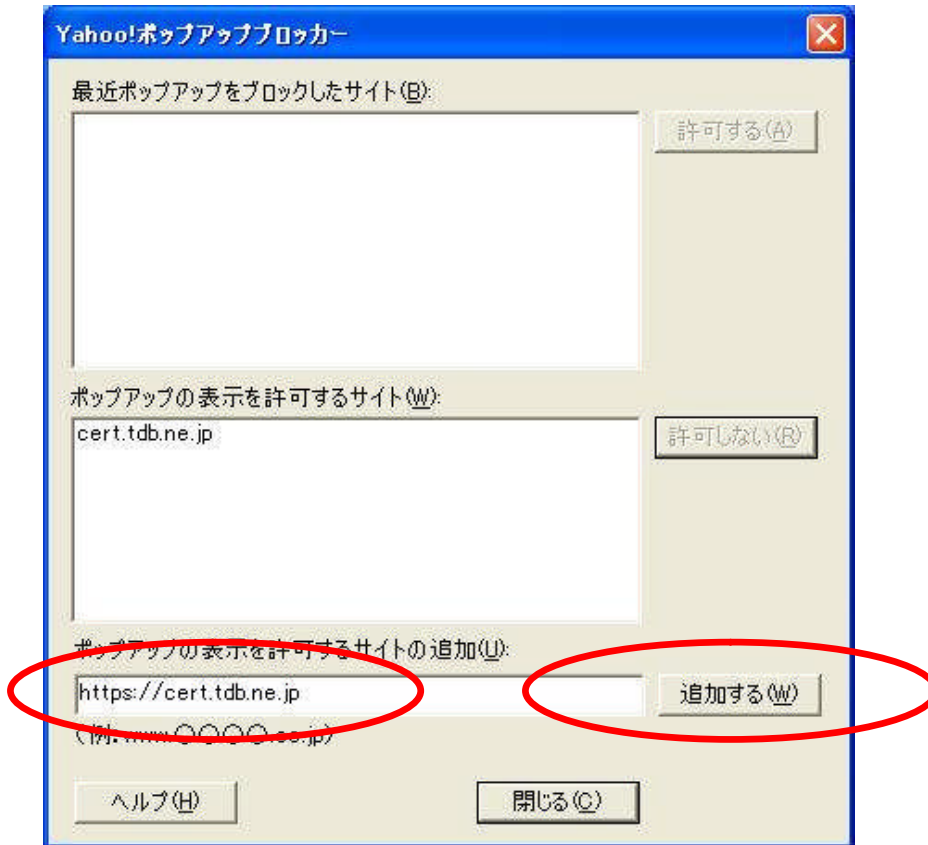 Yahoo!ポップアップブロッカー
最近ポップアップをブロックしたサイト(B):
許可する(A)
ポップアップの表示を許可するサイト(W):
cert.tdb.ne.jp
許可しない(R)
ポップアップの表示を許可するサイトの追加(U):
https://cert.tdb.ne.jp
追加する(W)
(例: www.〇〇〇〇.co.jp)
ヘルプ(H)
閉じる(C)